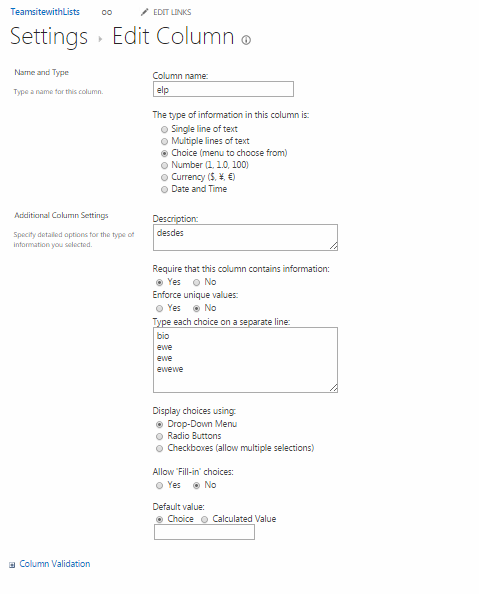 TeamsitewithLists oo EDIT LINKS
Settings › Edit Column
Name and Type
Type a name for this column.
Column name:
elp
The type of information in this column is:
Single line of text
Multiple lines of text
Choice (menu to choose from)
Number (1, 1.0, 100)
Currency ($, ¥, €)
Date and Time
Additional Column Settings
Specify detailed options for the type of
information you selected.
Description:
desdes
Require that this column contains information:
Yes No
Enforce unique values:
Yes No
Type each choice on a separate line:
bio
ewe
ewe
ewewe
Display choices using:
Drop-Down Menu
Radio Buttons
Checkboxes (allow multiple selections)
Allow 'Fill-in' choices:
Yes No
Default value:
Choice Calculated Value
Column Validation